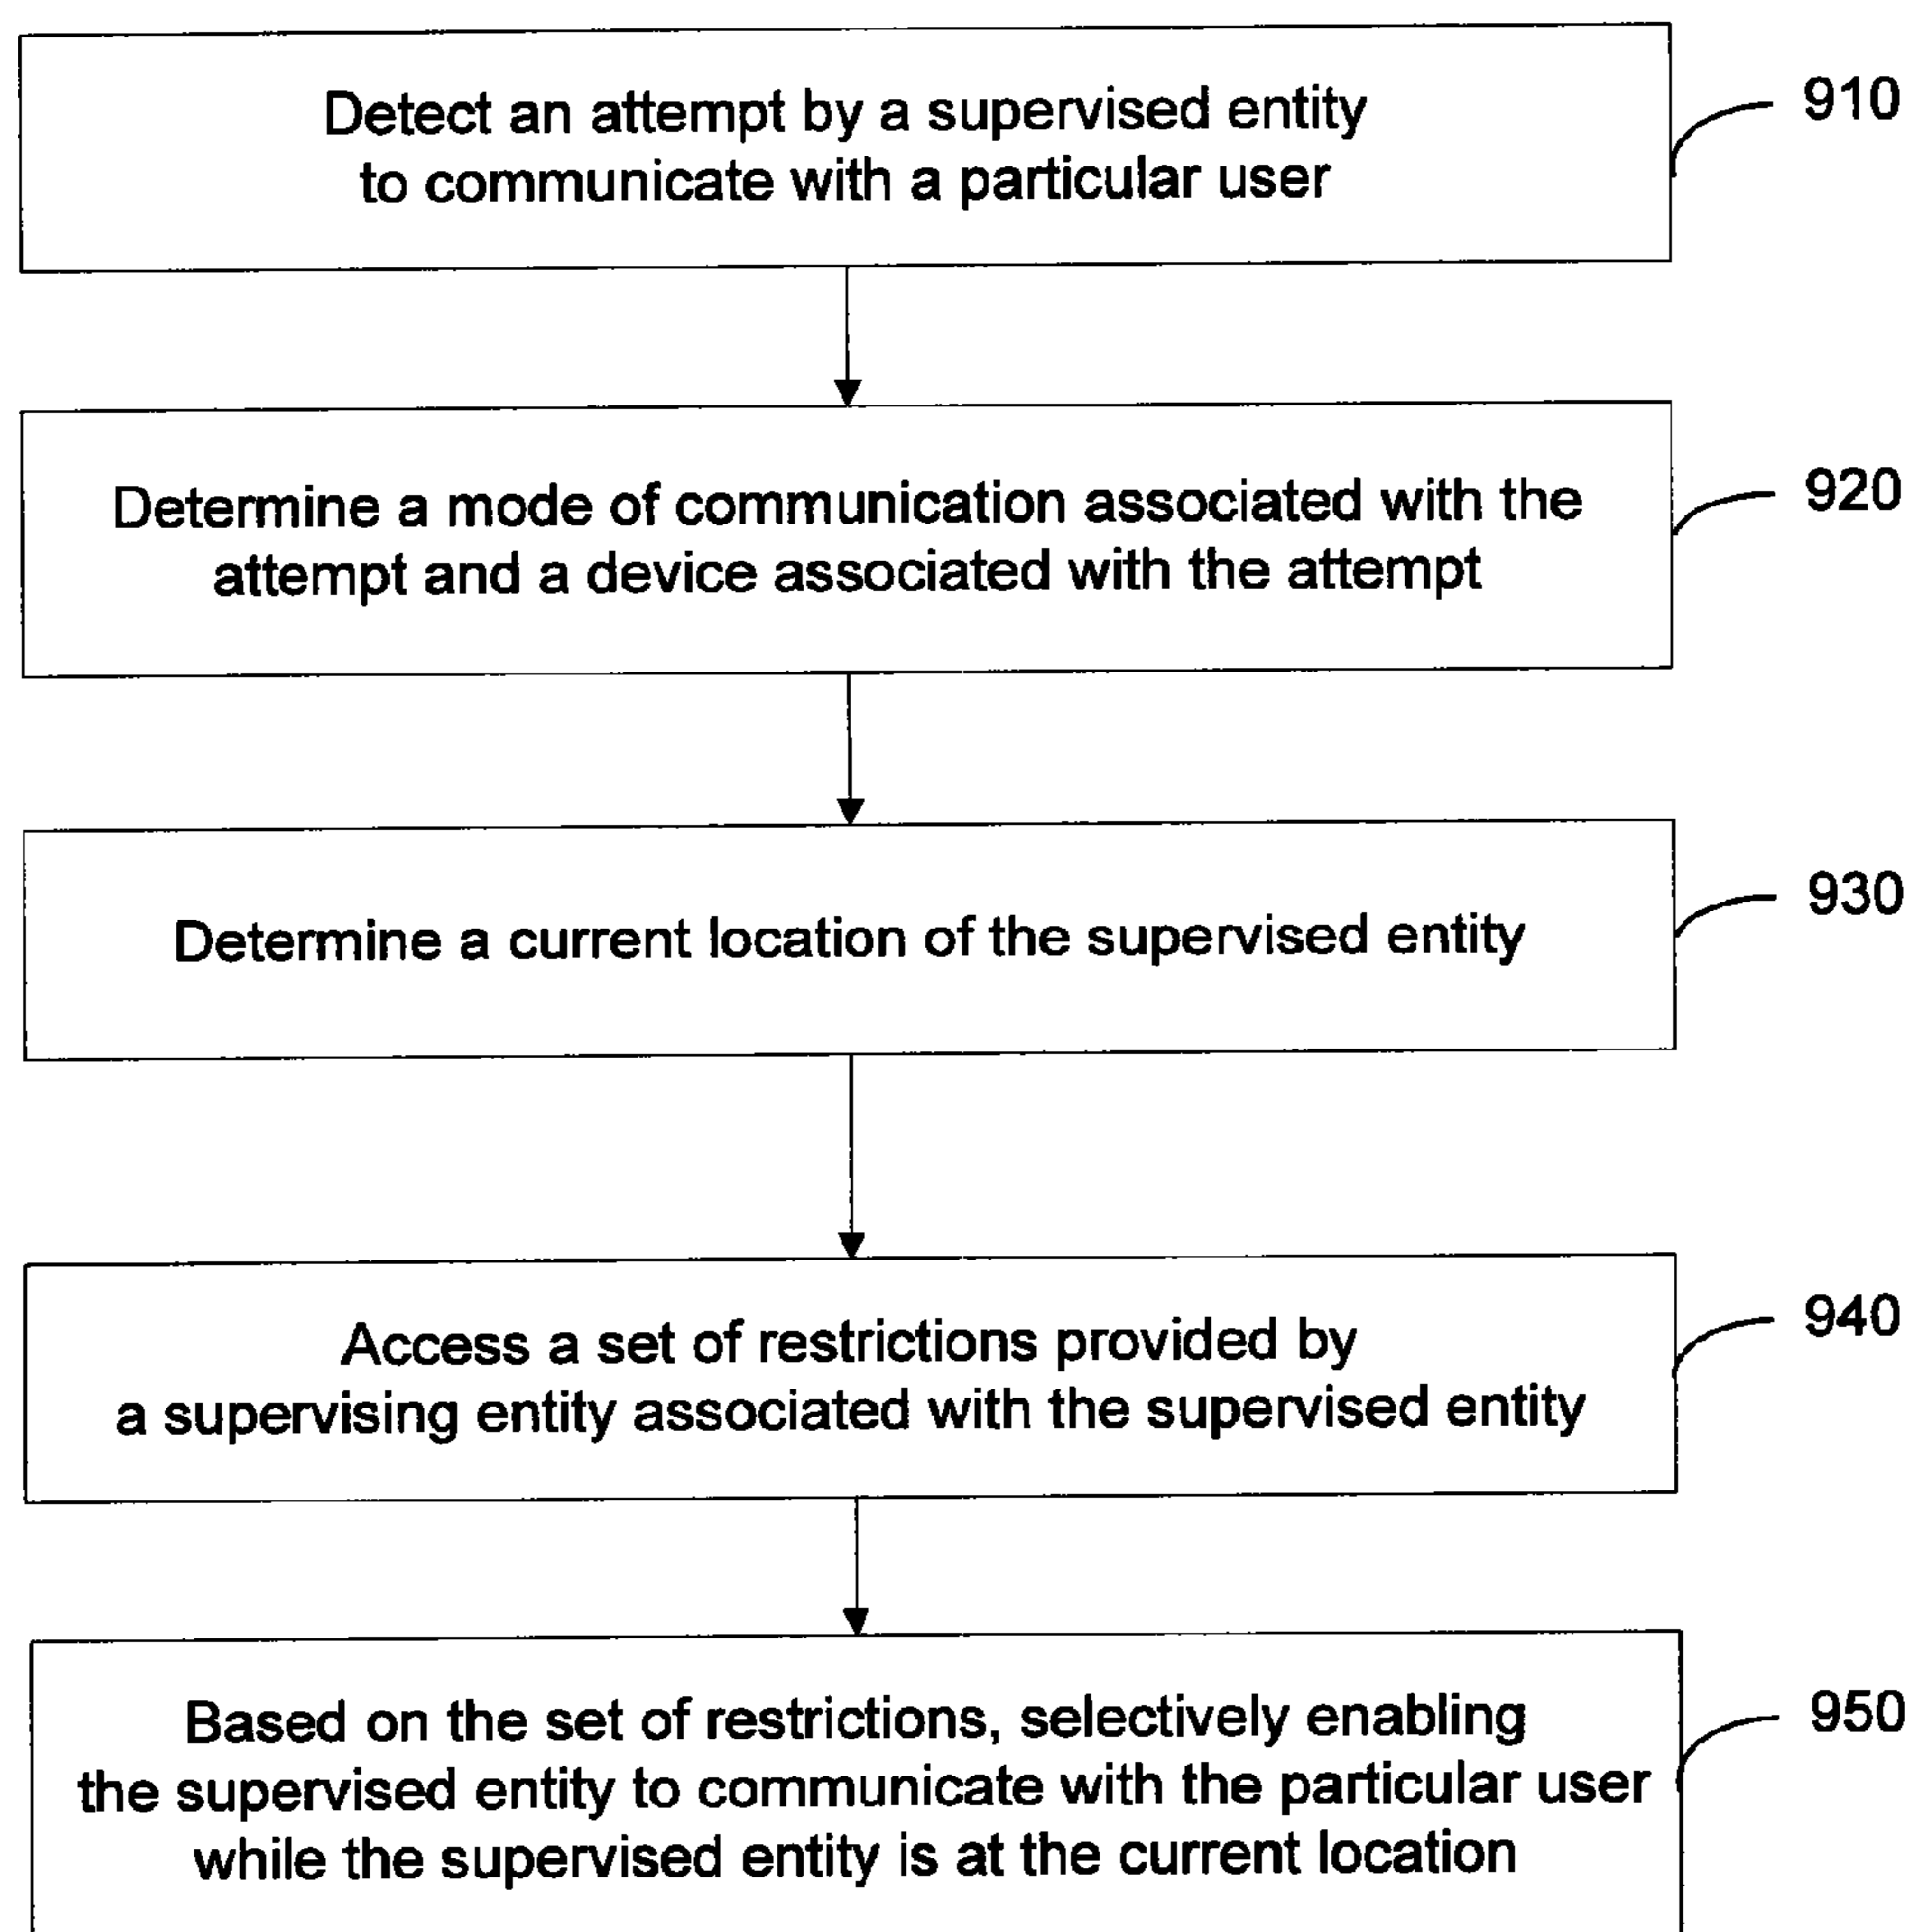 Detect an attempt by a supervised entity
to communicate with a particular user
910
Determine a mode of communication associated with the
attempt and a device associated with the attempt
920
Determine a current location of the supervised entity
930
Access a set of restrictions provided by
a supervising entity associated with the supervised entity
940
Based on the set of restrictions, selectively enabling
the supervised entity to communicate with the particular user
while the supervised entity is at the current location
950